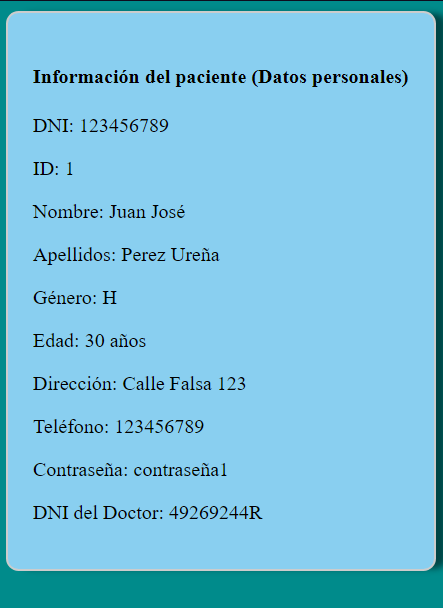 Información del paciente (Datos personales)
DNI: 123456789
ID: 1
Nombre: Juan José
Apellidos: Perez Ureña
Género: H
Edad: 30 años
Dirección: Calle Falsa 123
Teléfono: 123456789
Contraseña: contraseña1
DNI del Doctor: 49269244R